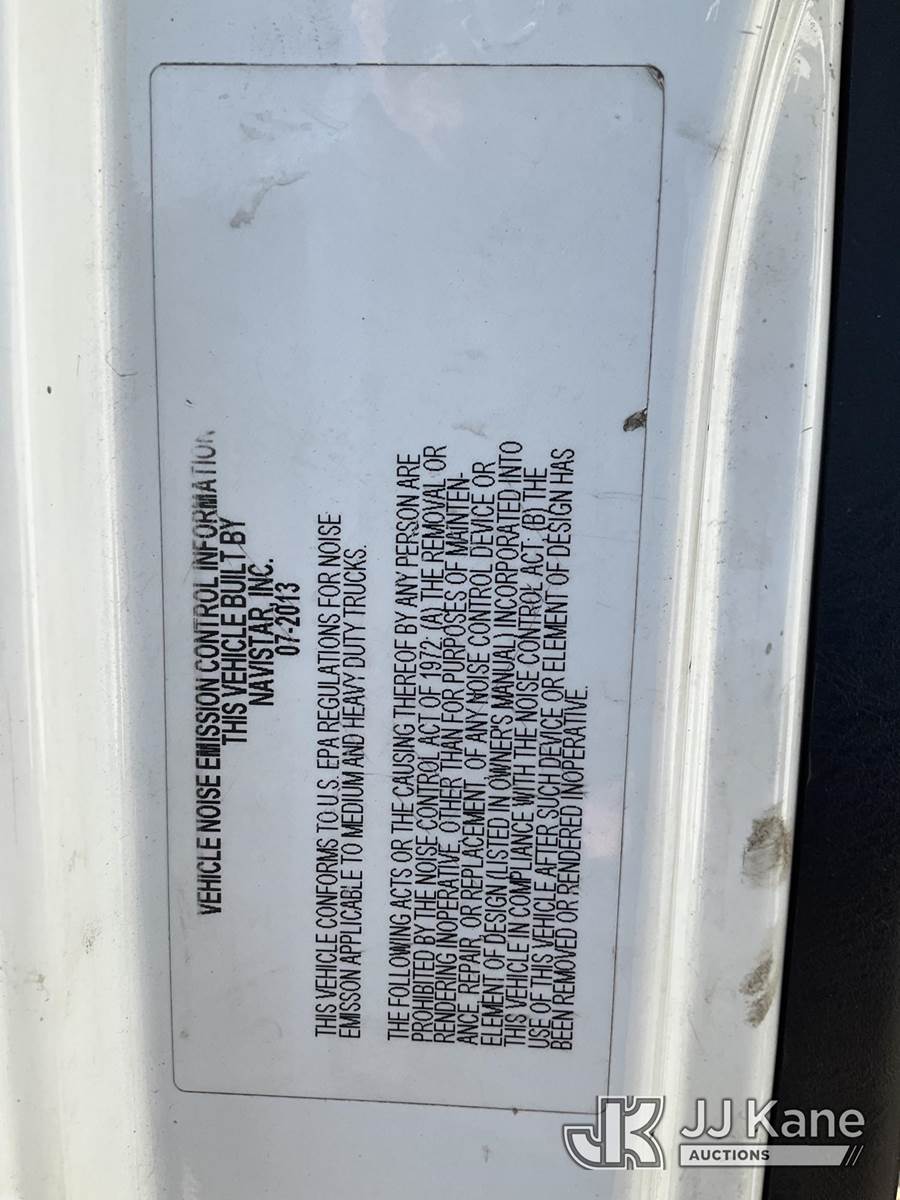 VEHICLE NOISE EMISSION CONTROL INFORMATION
THIS VEHICLE BUILT BY
NAVISTAR, INC.
07-2013
THIS VEHICLE CONFORMS TO U.S. EPA REGULATIONS FOR NOISE
EMISSON APPLICABLE TO MEDIUM AND HEAVY DUTY TRUCKS.
THE FOLLOWING ACTS OR THE CAUSING THEREOF BY ANY PERSON ARE
PROHIBITED BY THE NOISE CONTROL ACT OF 1972: (A) THE REMOVAL OR
RENDERING INOPERATIVE, OTHER THAN FOR PURPOSES OF MAINTEN-
ANCE, REPAIR, OR REPLACEMENT, OF ANY NOISE CONTROL DEVICE OR
ELEMENT OF DESIGN (LISTED IN OWNER'S MANUAL) INCORPORATED INTO
THIS VEHICLE IN COMPLIANCE WITH THE NOISE CONTROL ACT, (B) THE
USE OF THIS VEHICLE AFTER SUCH DEVICE OR ELEMENT OF DESIGN HAS
BEEN REMOVED OR RENDERED INOPERATIVE.
JK JJ Kane
AUCTIONS